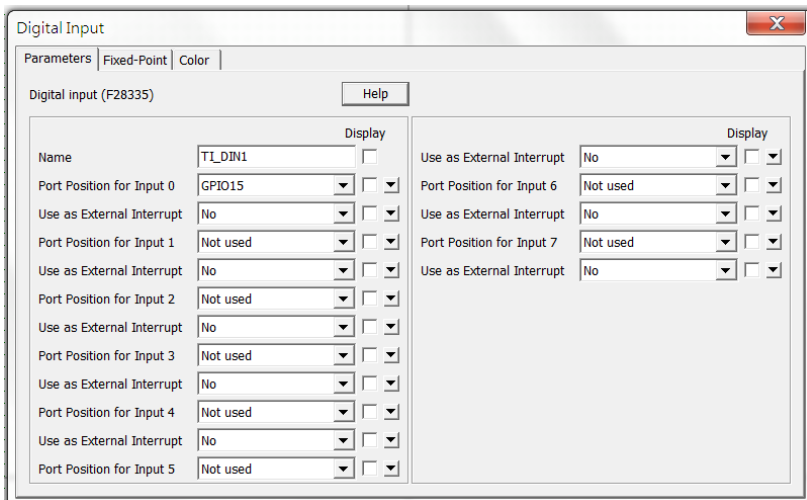 Digital Input
Parameters Fixed-Point Color
Digital input (F28335) Help
Display
Name TI_DIN1
Port Position for Input 0 GPIO15
Use as External Interrupt No
Port Position for Input 1 Not used
Use as External Interrupt No
Port Position for Input 2 Not used
Use as External Interrupt No
Port Position for Input 3 Not used
Use as External Interrupt No
Port Position for Input 4 Not used
Use as External Interrupt No
Port Position for Input 5 Not used
Display
Use as External Interrupt No
Port Position for Input 6 Not used
Use as External Interrupt No
Port Position for Input 7 Not used
Use as External Interrupt No